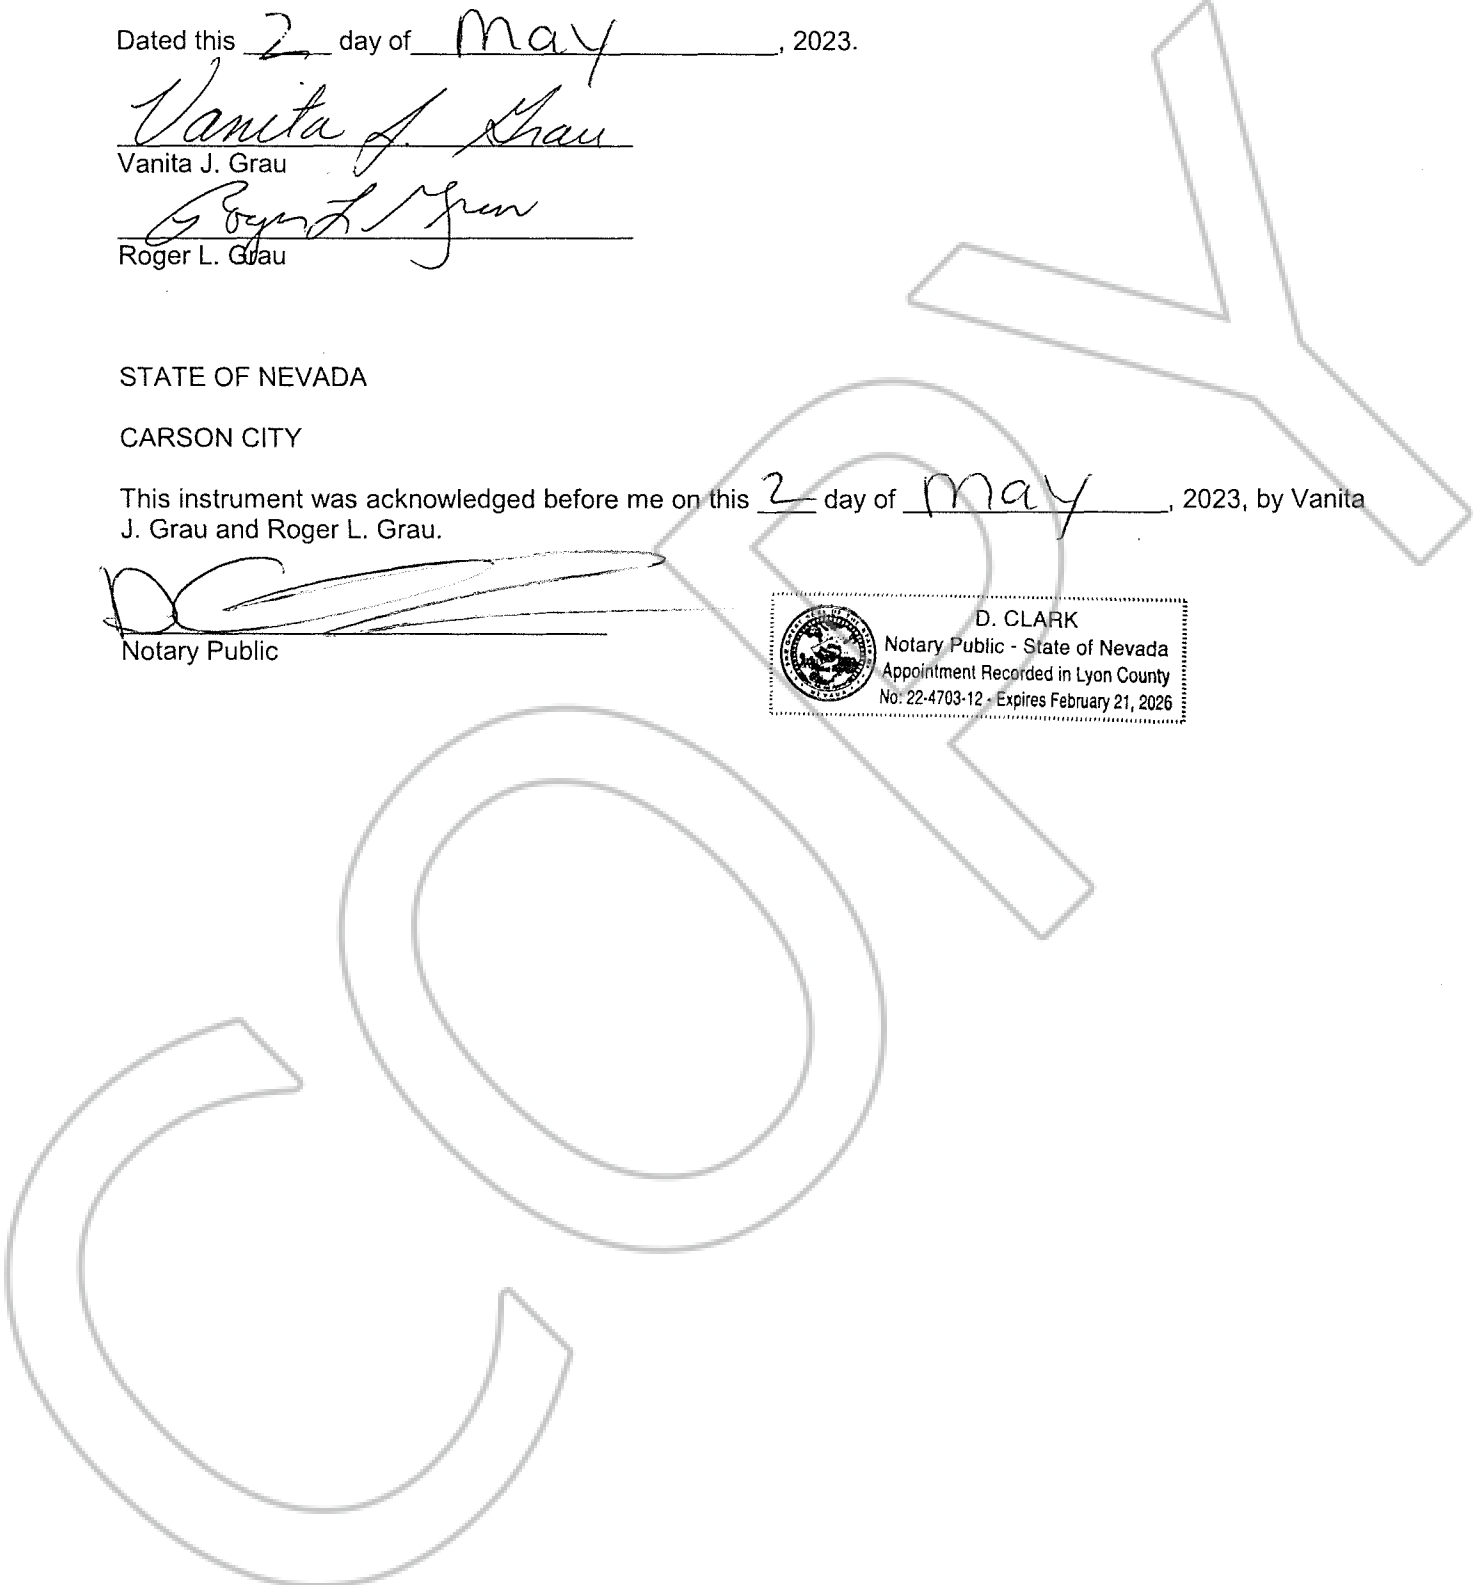 Dated this 2 day of May, 2023.
Vanita J. Grau
Vanita J. Grau
Roger L Grau
Roger L. Grau
STATE OF NEVADA
CARSON CITY
This instrument was acknowledged before me on this 2 day of May, 2023, by Vanita
J. Grau and Roger L. Grau.
Notary Public
D. CLARK
Notary Public - State of Nevada
Appointment Recorded in Lyon County
No: 22-4703-12 - Expires February 21, 2026
COPY